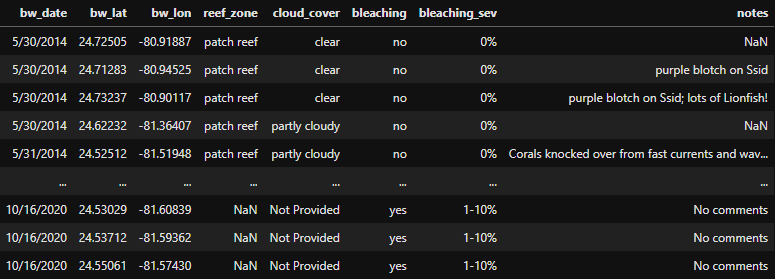 bw_date bw_lat bw_lon reef_zone cloud_cover bleaching bleaching_sev notes
5/30/2014 24.72505 -80.91887 patch reef clear no 0% NaN
5/30/2014 24.71283 -80.94525 patch reef clear no 0% purple blotch on Ssid
5/30/2014 24.73237 -80.90117 patch reef clear no 0% purple blotch on Ssid; lots of Lionfish!
5/30/2014 24.62232 -81.36407 patch reef partly cloudy no 0% NaN
5/31/2014 24.52512 -81.51948 patch reef partly cloudy no 0% Corals knocked over from fast currents and wav...
... ... ... ... ... ... ... ...
10/16/2020 24.53029 -81.60839 NaN Not Provided yes 1-10% No comments
10/16/2020 24.53712 -81.59362 NaN Not Provided yes 1-10% No comments
10/16/2020 24.55061 -81.57430 NaN Not Provided yes 1-10% No comments